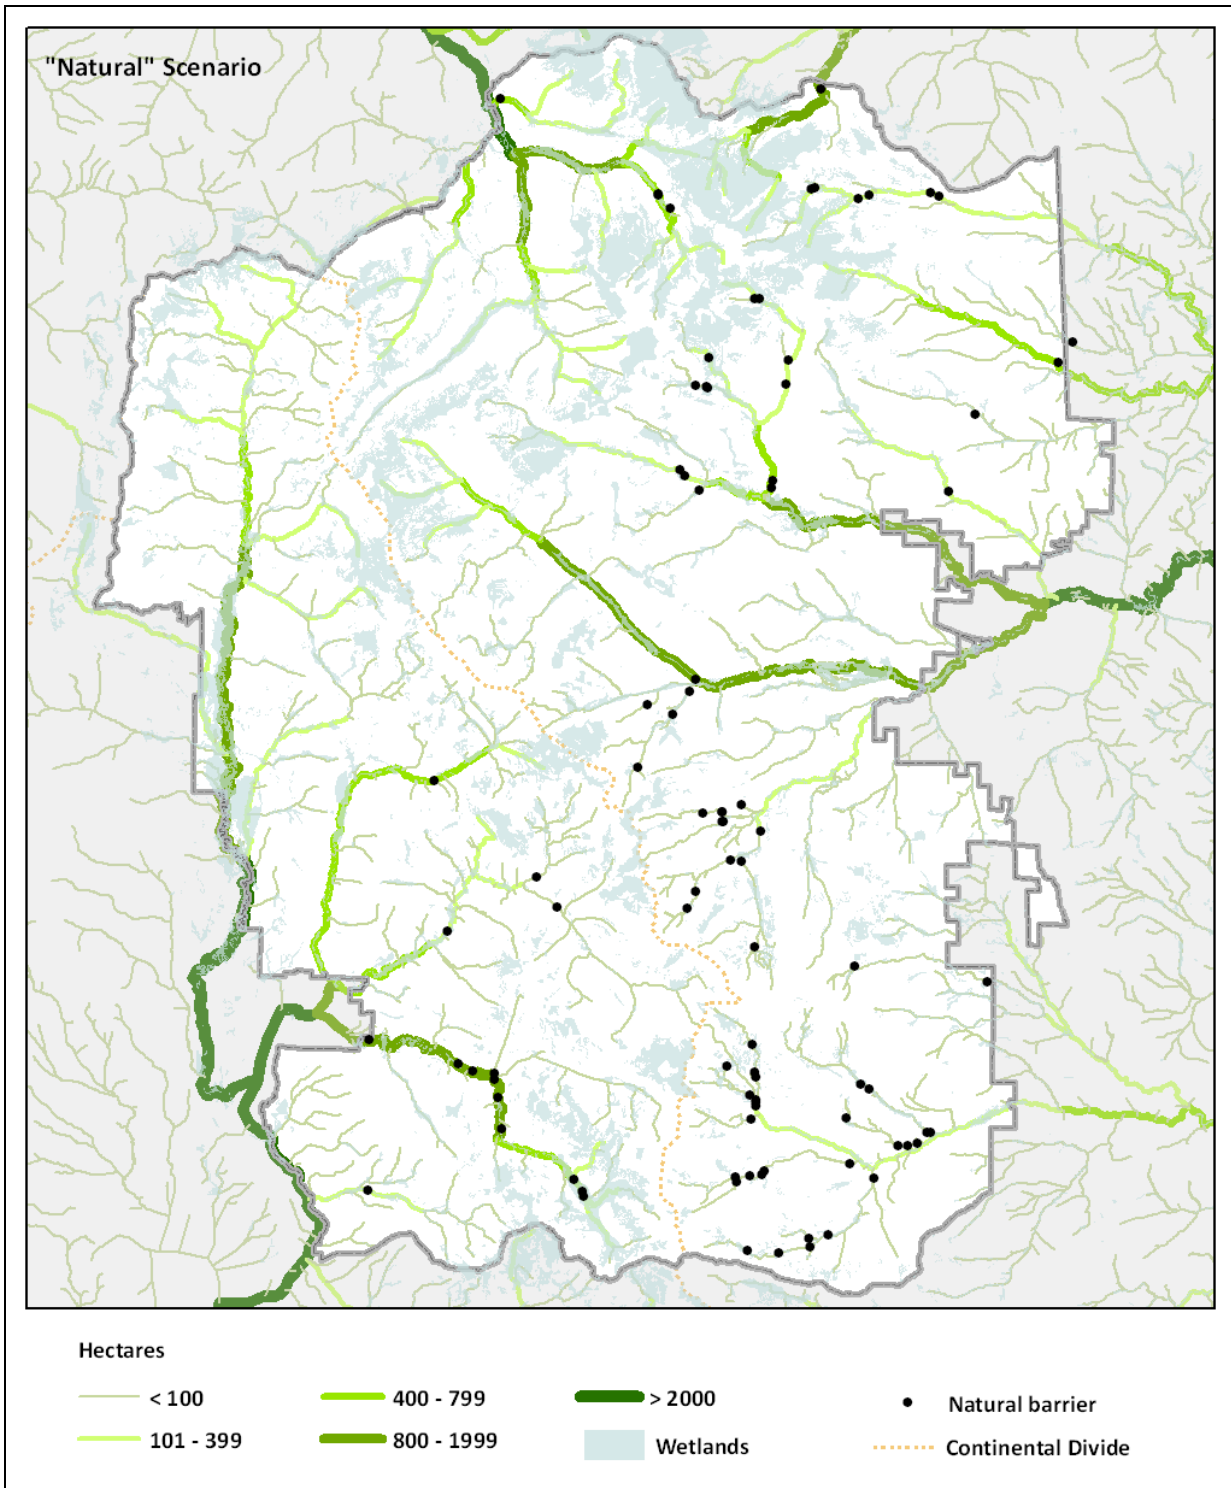 "Natural" Scenario
Hectares
< 100
400 - 799
> 2000
Natural barrier
101 - 399
800 - 1999
Wetlands
Continental Divide